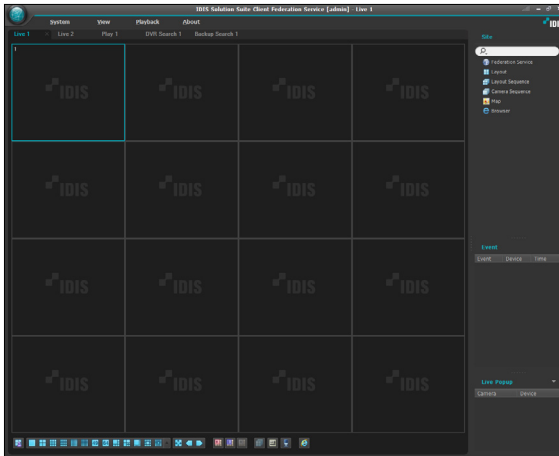 IDIS Solution Suite Client Federation Service [admin] - Live 1
System View Playback About
IDIS
Live 1 Live 2 Play 1 DVR Search 1 Backup Search 1
Site
1
Federation Service
Layout
Layout Sequence
Camera Sequence
Map
Browser
IDIS IDIS IDIS IDIS
IDIS IDIS IDIS IDIS
Event
Event Device Time
IDIS IDIS IDIS IDIS
IDIS IDIS IDIS IDIS
Live Popup
Camera Device